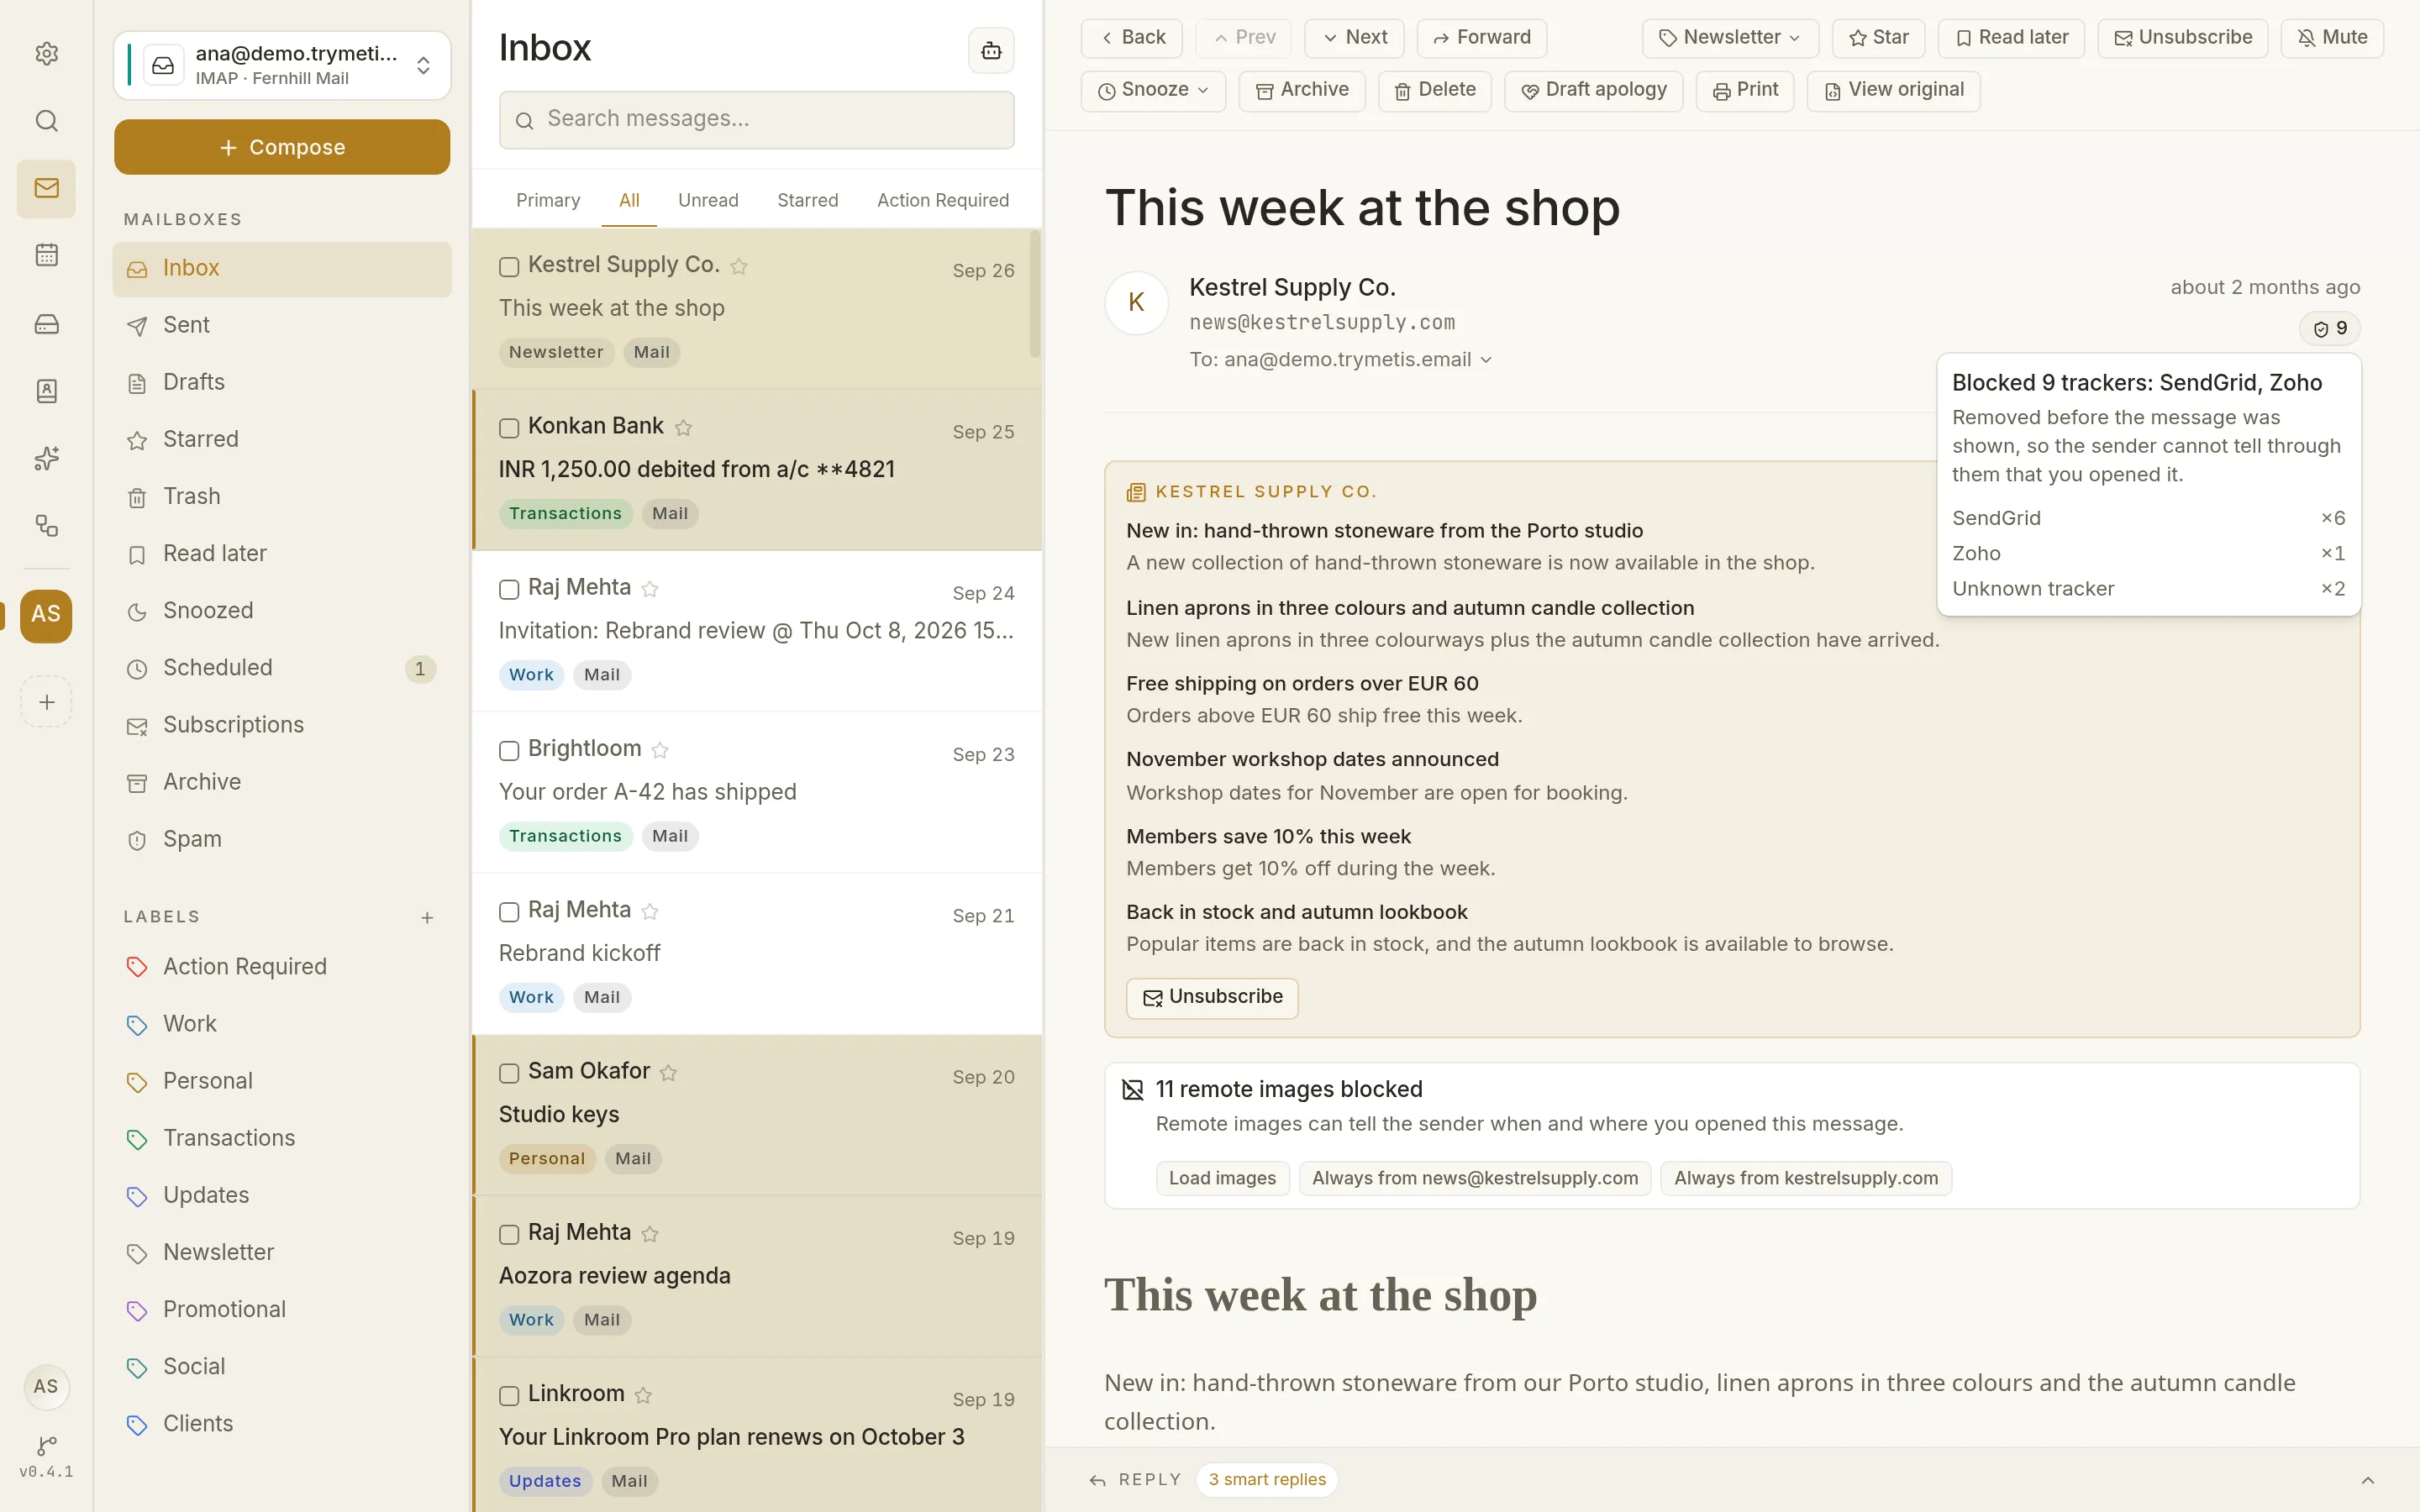 ana@demo.trymeti...
IMAP · Fernhill Mail
Compose
MAILBOXES
Inbox
Sent
Drafts
Starred
Trash
Read later
Snoozed
Scheduled 1
Subscriptions
Archive
Spam
LABELS
Action Required
Work
Personal
Transactions
Updates
Newsletter
Promotional
Social
Clients
AS
AS
v0.4.1
Inbox
Search messages...
Primary All Unread Starred Action Required
Kestrel Supply Co. Sep 26
This week at the shop
Newsletter Mail
Konkan Bank Sep 25
INR 1,250.00 debited from a/c **4821
Transactions Mail
Raj Mehta Sep 24
Invitation: Rebrand review @ Thu Oct 8, 2026 15...
Work Mail
Brightloom Sep 23
Your order A-42 has shipped
Transactions Mail
Raj Mehta Sep 21
Rebrand kickoff
Work Mail
Sam Okafor Sep 20
Studio keys
Personal Mail
Raj Mehta Sep 19
Aozora review agenda
Work Mail
Linkroom Sep 19
Your Linkroom Pro plan renews on October 3
Updates Mail
Back Prev Next Forward Newsletter Star Read later Unsubscribe Mute
Snooze Archive Delete Draft apology Print View original
This week at the shop
K
Kestrel Supply Co. about 2 months ago
news@kestrelsupply.com 9
To: ana@demo.trymetis.email
Blocked 9 trackers: SendGrid, Zoho
Removed before the message was
shown, so the sender cannot tell through
them that you opened it.
SendGrid ×6
Zoho ×1
Unknown tracker ×2
KESTREL SUPPLY CO.
New in: hand-thrown stoneware from the Porto studio
A new collection of hand-thrown stoneware is now available in the shop.
Linen aprons in three colours and autumn candle collection
New linen aprons in three colourways plus the autumn candle collection have arrived.
Free shipping on orders over EUR 60
Orders above EUR 60 ship free this week.
November workshop dates announced
Workshop dates for November are open for booking.
Members save 10% this week
Members get 10% off during the week.
Back in stock and autumn lookbook
Popular items are back in stock, and the autumn lookbook is available to browse.
Unsubscribe
11 remote images blocked
Remote images can tell the sender when and where you opened this message.
Load images Always from news@kestrelsupply.com Always from kestrelsupply.com
This week at the shop
New in: hand-thrown stoneware from our Porto studio, linen aprons in three colours and the autumn candle
collection.
REPLY 3 smart replies